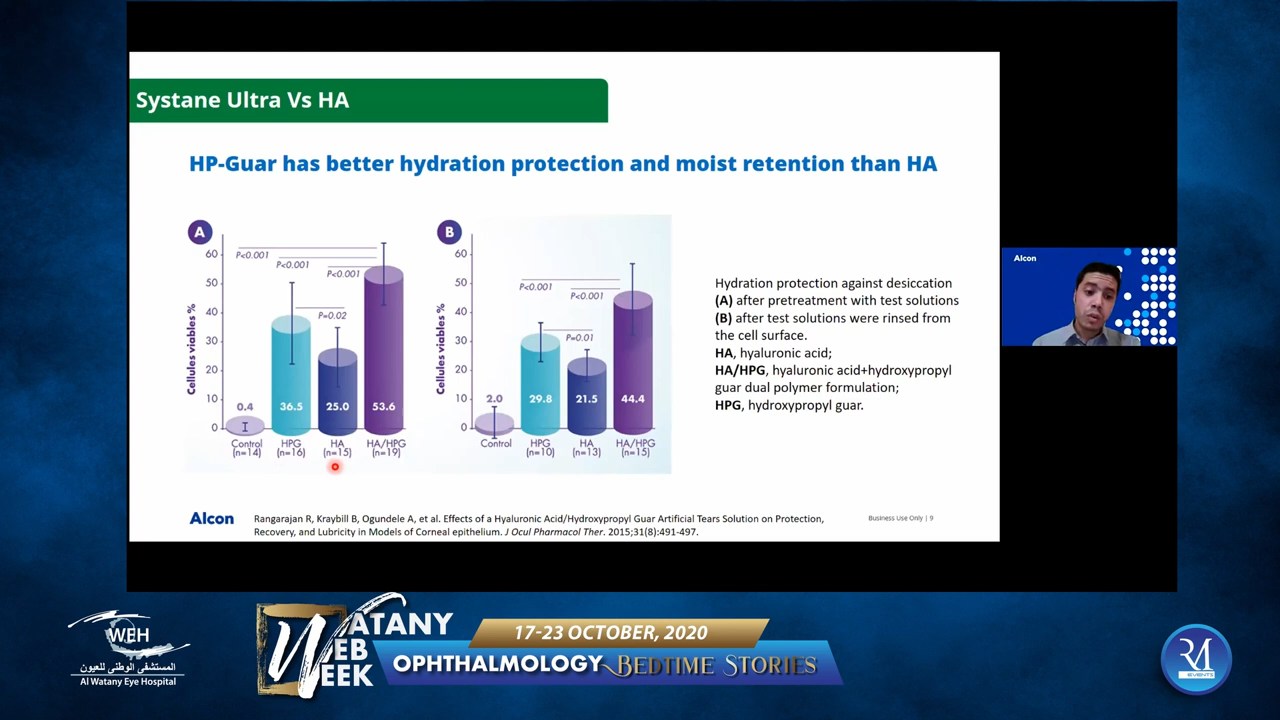 Systane Ultra Vs HA
HP-Guar has better hydration protection and moist retention than HA
A
Cellules viables %
60
50
40
30
20
10
0
P<0.001
P<0.001
P<0.001
P=0.02
0.4
36.5
25.0
53.6
Control
(n=14)
HPG
(n=16)
HA
(n=15)
HA/HPG
(n=19)
B
Cellules viables %
60
50
40
30
20
10
0
P<0.001
P<0.001
P=0.01
2.0
29.8
21.5
44.4
Control
HPG
(n=10)
HA
(n=13)
HA/HPG
(n=15)
Hydration protection against desiccation
(A) after pretreatment with test solutions
(B) after test solutions were rinsed from
the cell surface.
HA, hyaluronic acid;
HA/HPG, hyaluronic acid+hydroxypropyl
guar dual polymer formulation;
HPG, hydroxypropyl guar.
Alcon
Alcon
Rangarajan R, Kraybill B, Ogundele A, et al. Effects of a Hyaluronic Acid/Hydroxypropyl Guar Artificial Tears Solution on Protection,
Recovery, and Lubricity in Models of Corneal epithelium. J Ocul Pharmacol Ther. 2015;31(8):491-497.
Business Use Only | 9
WEH
المستشفى الوطني للعيون
Al Watany Eye Hospital
WATANY
WEB
WEEK
17-23 OCTOBER, 2020
OPHTHALMOLOGY BEDTIME STORIES
RM
EVENTS